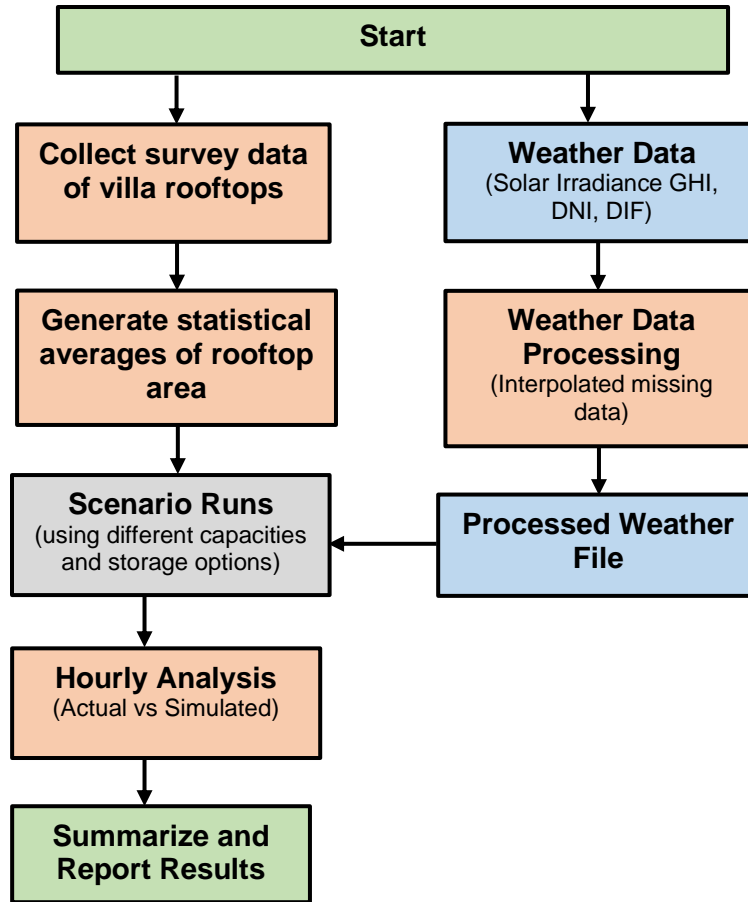 Start
Collect survey data
of villa rooftops
Weather Data
(Solar Irradiance GHI,
DNI, DIF)
Generate statistical
averages of rooftop
area
Weather Data
Processing
(Interpolated missing
data)
Scenario Runs
(using different capacities
and storage options)
Processed Weather
File
Hourly Analysis
(Actual vs Simulated)
Summarize and
Report Results